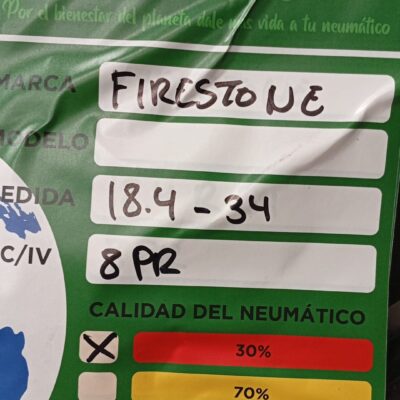 Por el bienestar del planeta dale más vida a tu neumático
MARCA FIRESTONE
MODELO
MEDIDA 18.4 - 34
C/IV 8 PR
CALIDAD DEL NEUMÁTICO
X 30%
70%